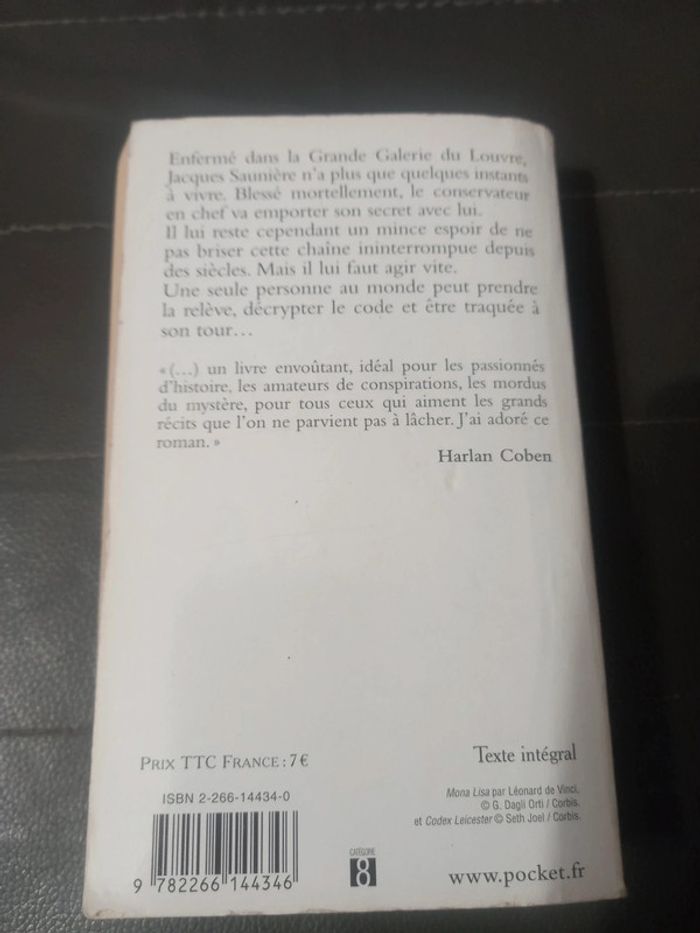 Enfermé dans la Grande Galerie du Louvre,
Jacques Saunière n'a plus que quelques instants
à vivre. Blessé mortellement, le conservateur
en chef va emporter son secret avec lui.
Il lui reste cependant un mince espoir de ne
pas briser cette chaîne ininterrompue depuis
des siècles. Mais il lui faut agir vite.
Une seule personne au monde peut prendre
la relève, décrypter le code et être traquée à
son tour…
« (…) un livre envoûtant, idéal pour les passionnés
d'histoire, les amateurs de conspirations, les mordus
du mystère, pour tous ceux qui aiment les grands
récits que l'on ne parvient pas à lâcher. J'ai adoré ce
roman. »
Harlan Coben
PRIX TTC FRANCE : 7 €
Texte intégral
ISBN 2-266-14434-0
Mona Lisa par Léonard de Vinci,
© G. Dagli Orti / Corbis.
et Codex Leicester © Seth Joel / Corbis.
9 782266 144346
CATÉGORIE
8
www.pocket.fr